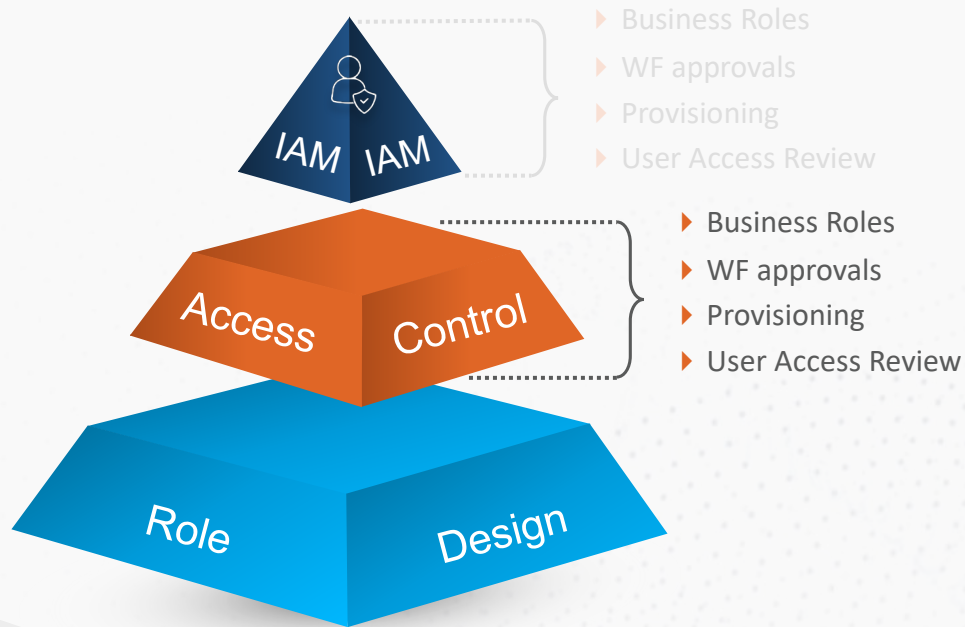 Business Roles
WF approvals
Provisioning
User Access Review
IAM IAM
Business Roles
WF approvals
Provisioning
User Access Review
Access Control
Role Design